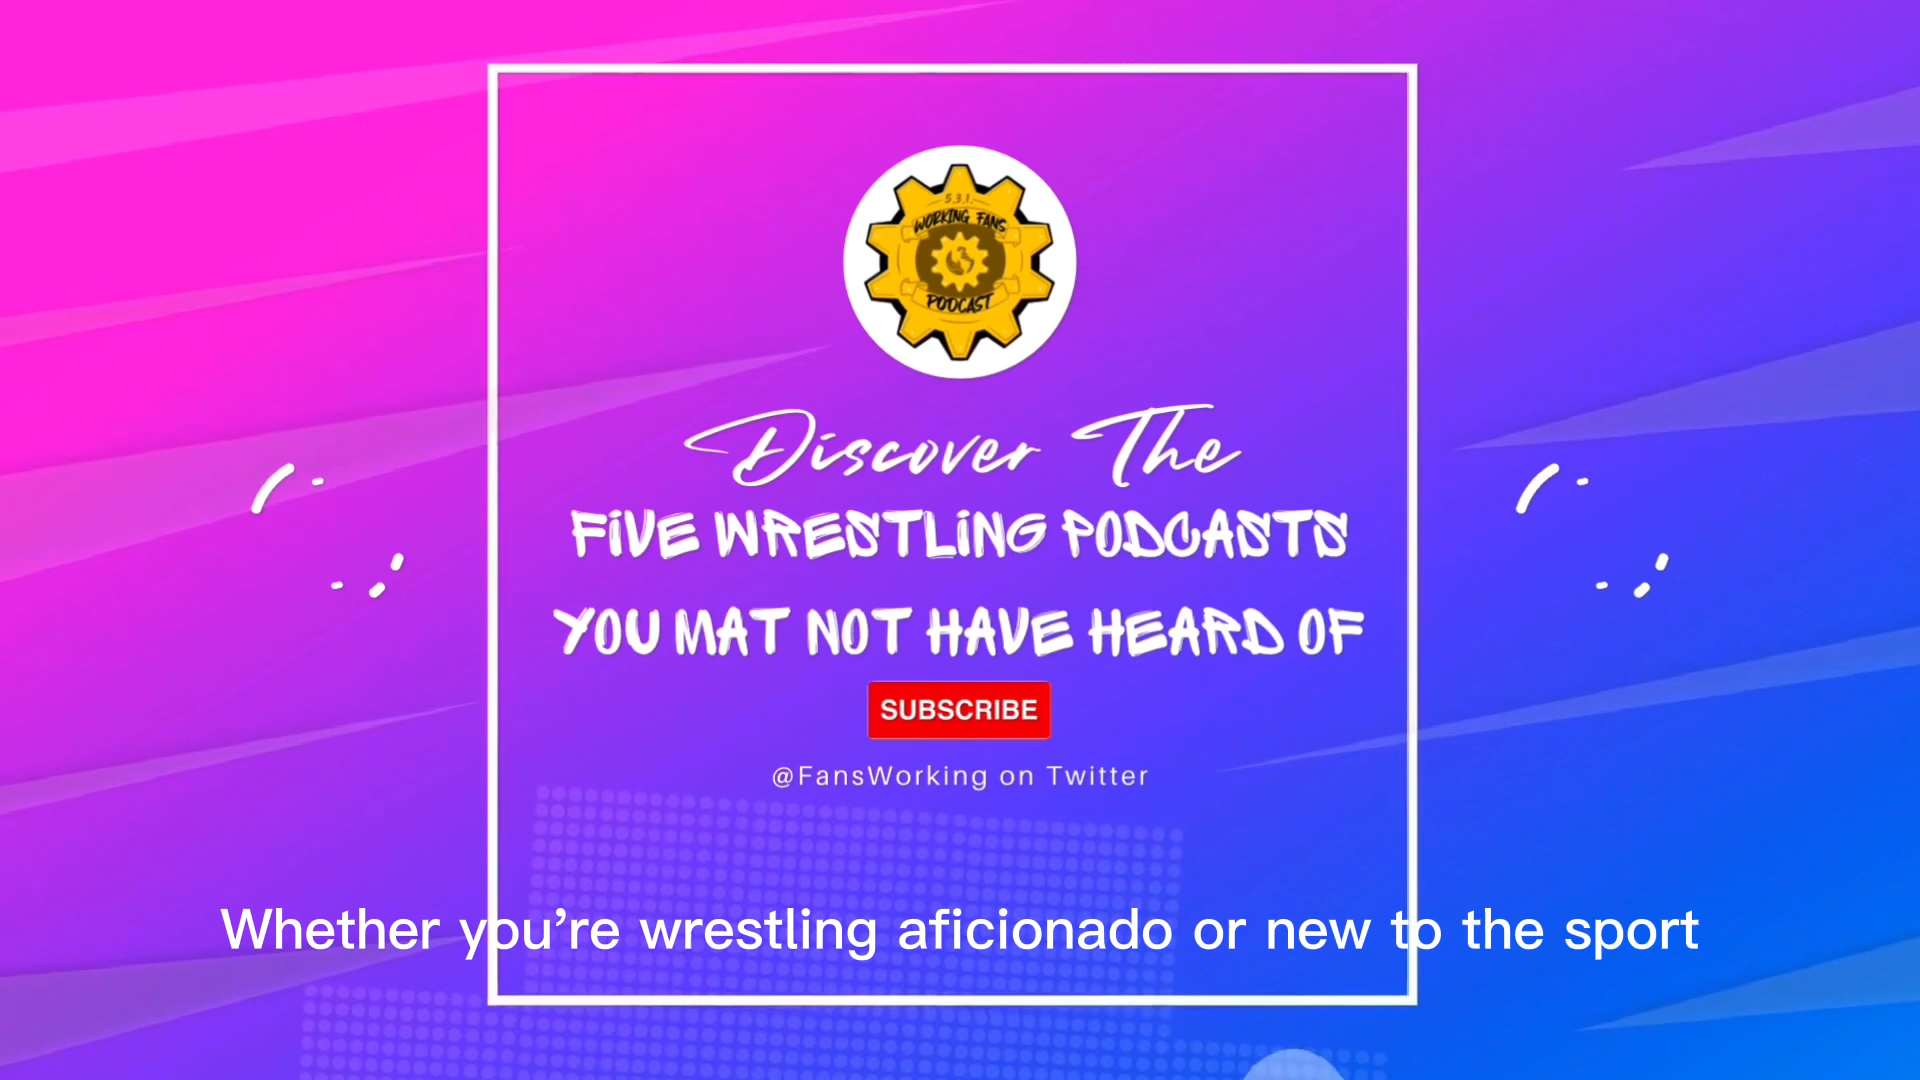 5.3.1.
WORKING FANS
PODCAST
Discover The
FIVE WRESTLING PODCASTS
YOU MAT NOT HAVE HEARD OF
SUBSCRIBE
@FansWorking on Twitter
Whether you’re wrestling aficionado or new to the sport